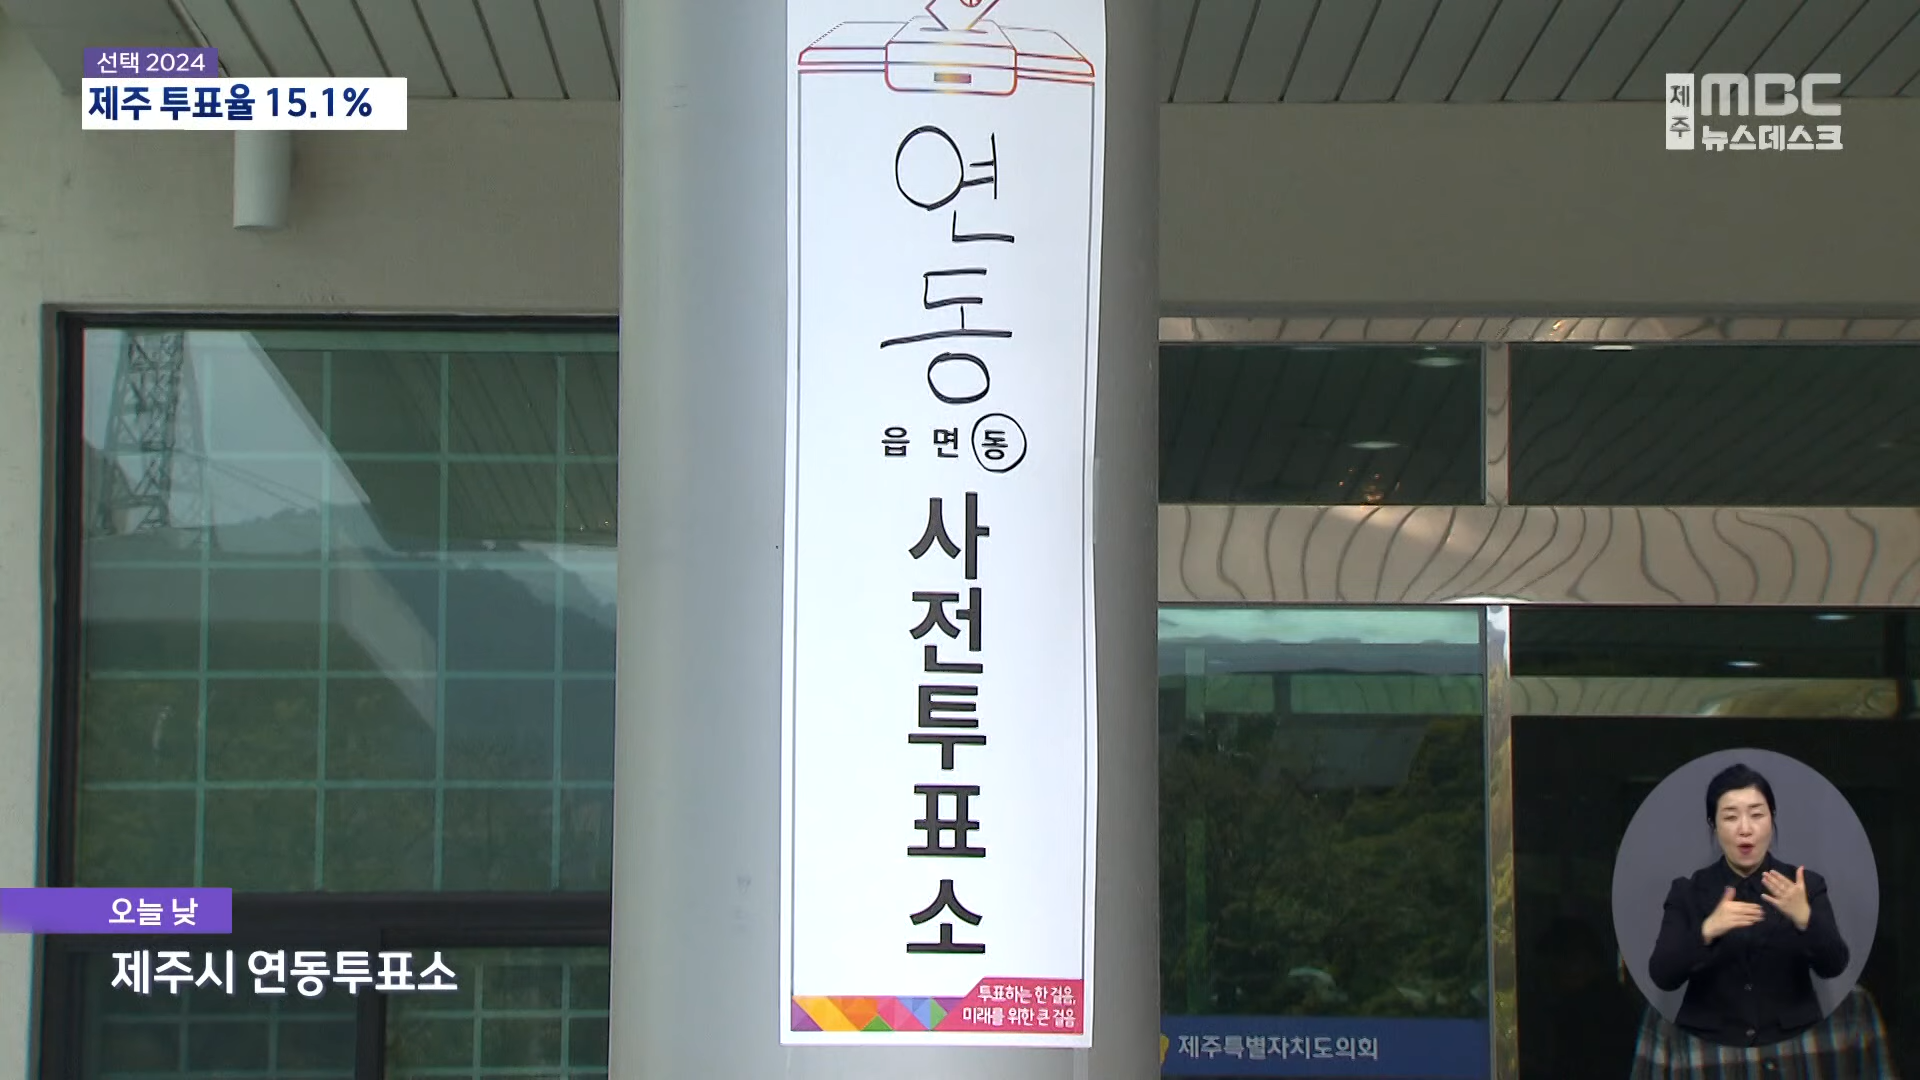 선택 2024
제주 투표율 15.1%
제주
MBC
뉴스데스크
연동
읍 면 동
사전투표소
투표하는 한 걸음,
미래를 위한 큰 걸음
제주특별자치도의회
오늘 낮
제주시 연동투표소